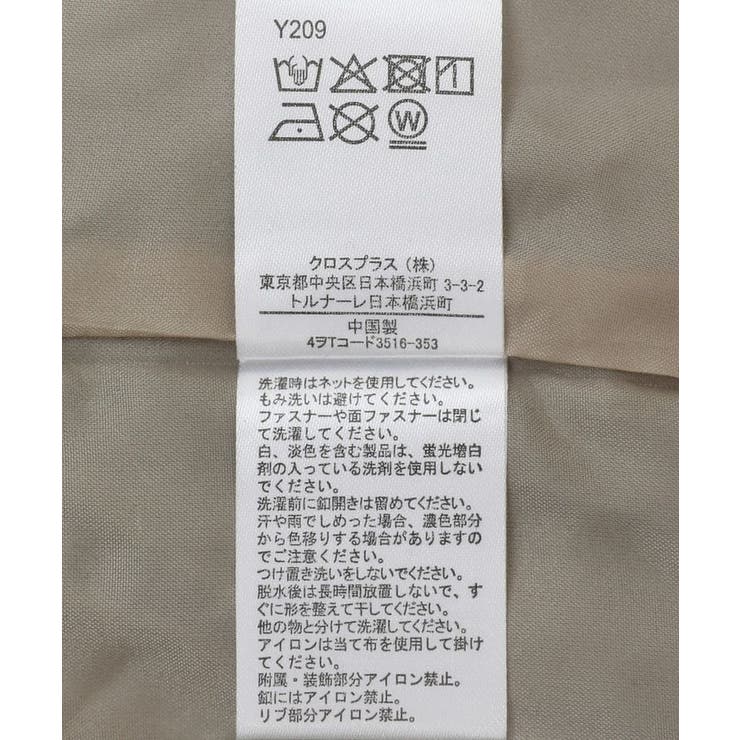 Y209
クロスプラス (株)
東京都中央区日本橋浜町 3-3-2
トルナーレ日本橋浜町
中国製
4ヲTコード3516-353
洗濯時はネットを使用してください。
もみ洗いは避けてください。
ファスナーや面ファスナーは閉じ
て洗濯してください。
白、淡色を含む製品は、蛍光増白
剤の入っている洗剤を使用しない
でください。
洗濯前に釦開きは留めてください。
汗や雨でしめった場合、濃色部分
から色移りする場合がありますの
でご注意ください。
つけ置き洗いをしないでください。
脱水後は長時間放置しないで、す
ぐに形を整えて干してください。
他の物と分けて洗濯してください。
アイロンは当て布を使用して掛け
てください。
附属・装飾部分アイロン禁止。
釦にはアイロン禁止。
リブ部分アイロン禁止。